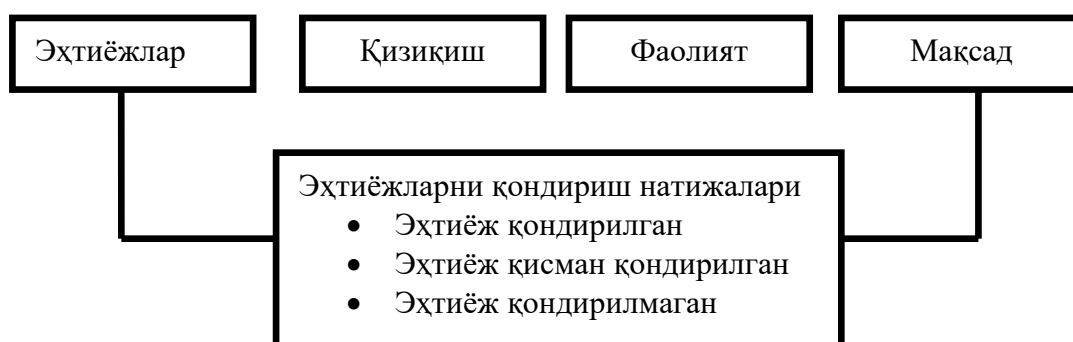 Эҳтиёжлар
Қизиқиш
Фаолият
Мақсад
Эҳтиёжларни қондириш натижалари
• Эҳтиёж қондирилган
• Эҳтиёж қисман қондирилган
• Эҳтиёж қондирилмаган